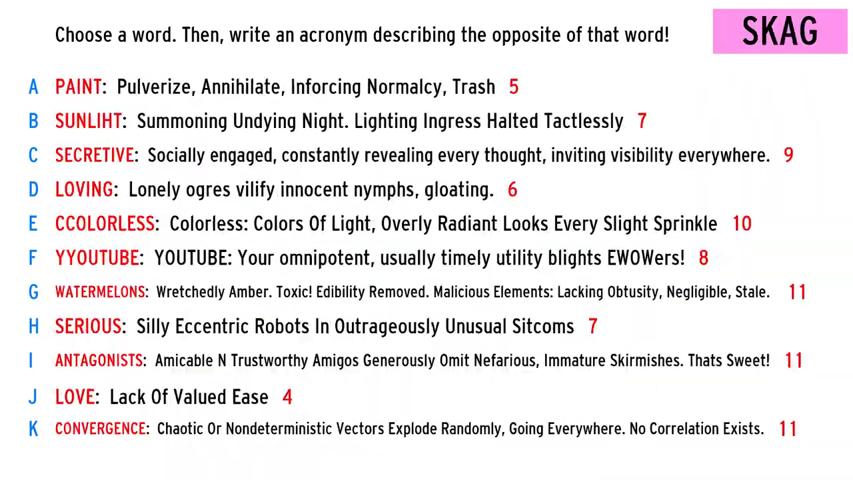 Choose a word. Then, write an acronym describing the opposite of that word!
SKAG
A PAINT: Pulverize, Annihilate, Inforcing Normalcy, Trash 5
B SUNLIHT: Summoning Undying Night. Lighting Ingress Halted Tactlessly 7
C SECRETIVE: Socially engaged, constantly revealing every thought, inviting visibility everywhere. 9
D LOVING: Lonely ogres vilify innocent nymphs, gloating. 6
E CCOLORLESS: Colorless: Colors Of Light, Overly Radiant Looks Every Slight Sprinkle 10
F YYOUTUBE: YOUTUBE: Your omnipotent, usually timely utility blights EWOWers! 8
G WATERMELONS: Wretchedly Amber. Toxic! Edibility Removed. Malicious Elements: Lacking Obtusity, Negligible, Stale. 11
H SERIOUS: Silly Eccentric Robots In Outrageously Unusual Sitcoms 7
I ANTAGONISTS: Amicable N Trustworthy Amigos Generously Omit Nefarious, Immature Skirmishes. Thats Sweet! 11
J LOVE: Lack Of Valued Ease 4
K CONVERGENCE: Chaotic Or Nondeterministic Vectors Explode Randomly, Going Everywhere. No Correlation Exists. 11